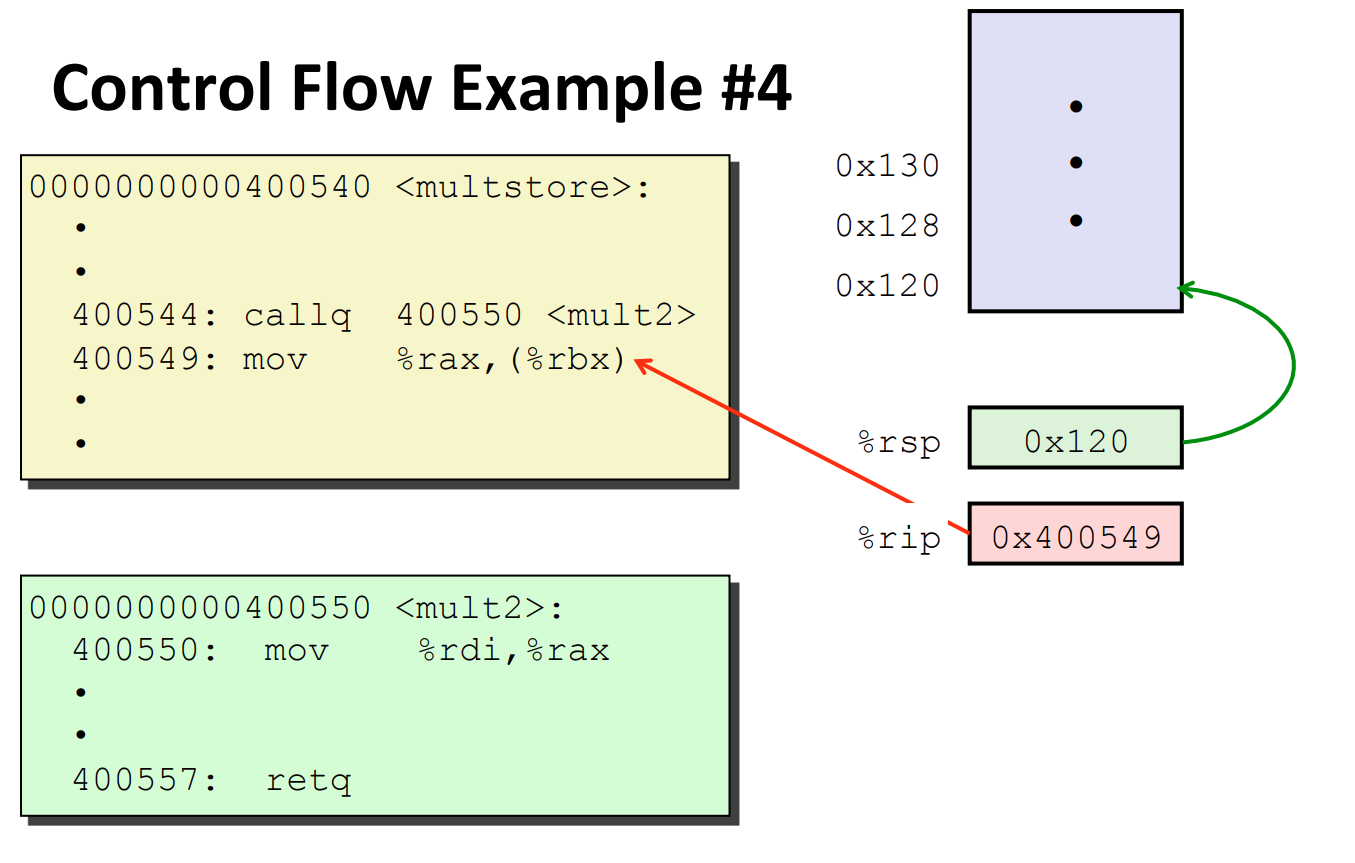 Control Flow Example #4
0000000000400540 <multstore>:
•
•
400544: callq 400550 <mult2>
400549: mov %rax,(%rbx)
•
•
0000000000400550 <mult2>:
400550: mov %rdi,%rax
•
•
400557: retq
•
•
•
0x130
0x128
0x120
%rsp 0x120
%rip 0x400549